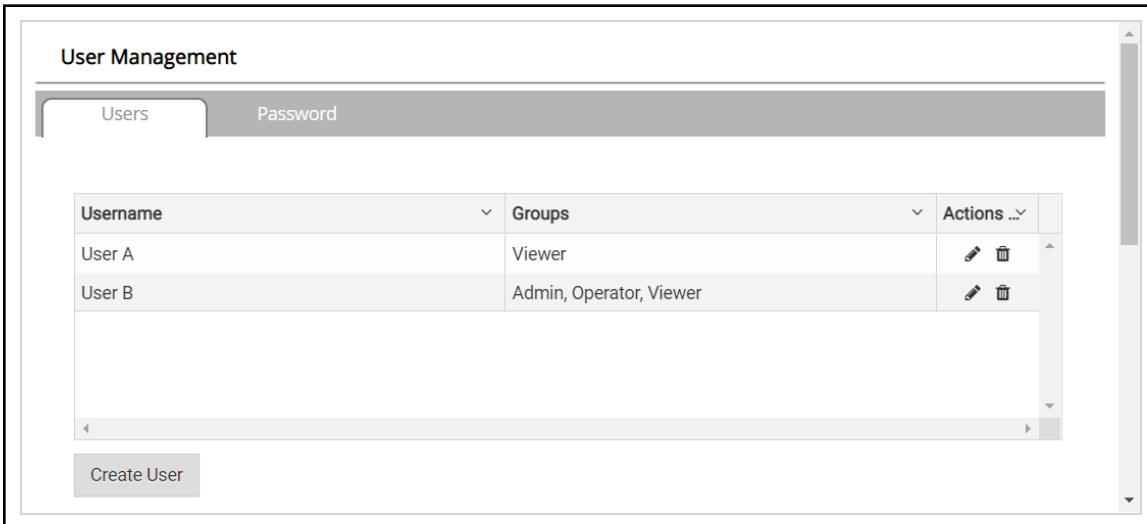 User Management
Users Password
Username Groups Actions ...
User A Viewer
User B Admin, Operator, Viewer
Create User